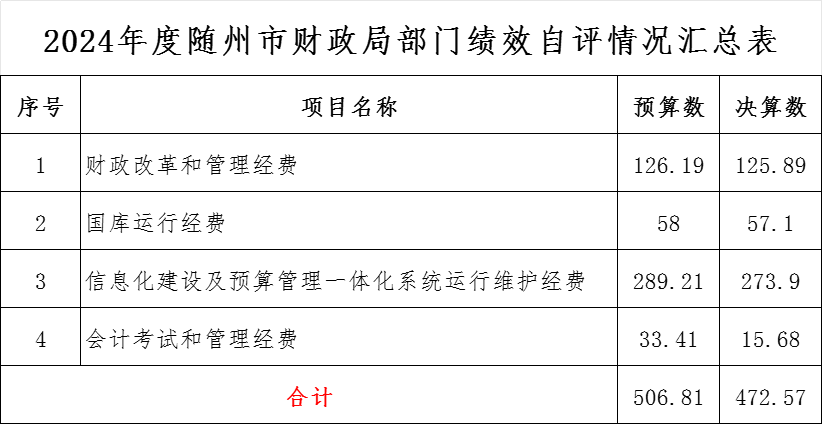 2024年度随州市财政局部门绩效自评情况汇总表
序号 项目名称 预算数 决算数
1 财政改革和管理经费 126.19 125.89
2 国库运行经费 58 57.1
3 信息化建设及预算管理一体化系统运行维护经费 289.21 273.9
4 会计考试和管理经费 33.41 15.68
合计 506.81 472.57